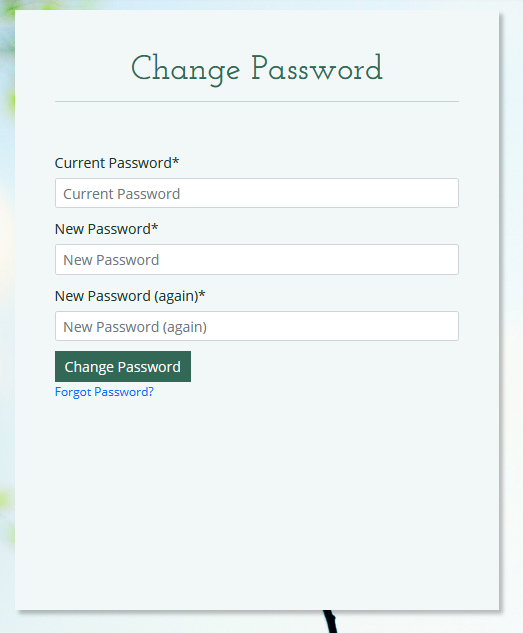 Change Password
Current Password*
Current Password
New Password*
New Password
New Password (again)*
New Password (again)
Change Password
Forgot Password?